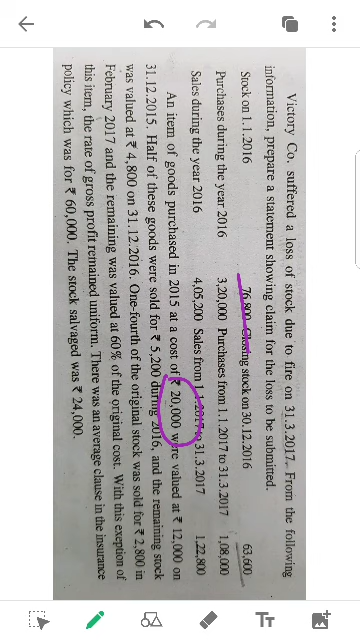 Victory Co. suffered a loss of stock due to fire on 31.3.2017. From the following
information, prepare a statement showing claim for the loss to be submitted.
Stock on 1.1.2016 76,800 Closing stock on 30.12.2016 63,600
Purchases during the year 2016 3,20,000 Purchases from 1.1.2017 to 31.3.2017 1,08,000
Sales during the year 2016 4,05,200 Sales from 1.1.2017 to 31.3.2017 1,22,800
An item of goods purchased in 2015 at a cost of ₹ 20,000 were valued at ₹ 12,000 on
31.12.2015. Half of these goods were sold for ₹ 5,200 during 2016, and the remaining stock
was valued at ₹ 4,800 on 31.12.2016. One-fourth of the original stock was sold for ₹ 2,800 in
February 2017 and the remaining was valued at 60% of the original cost. With this exeption of
this item, the rate of gross profit remained uniform. There was an average clause in the insurance
policy which was for ₹ 60,000. The stock salvaged was ₹ 24,000.
TT